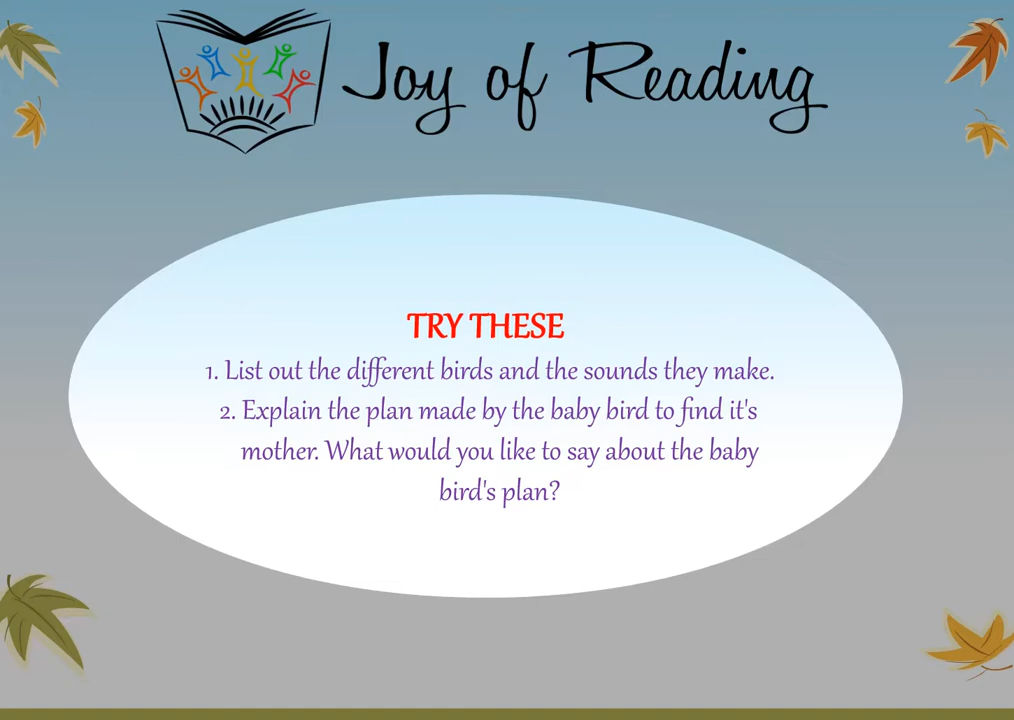 Joy of Reading
TRY THESE
1. List out the different birds and the sounds they make.
2. Explain the plan made by the baby bird to find it's
mother. What would you like to say about the baby
bird's plan?